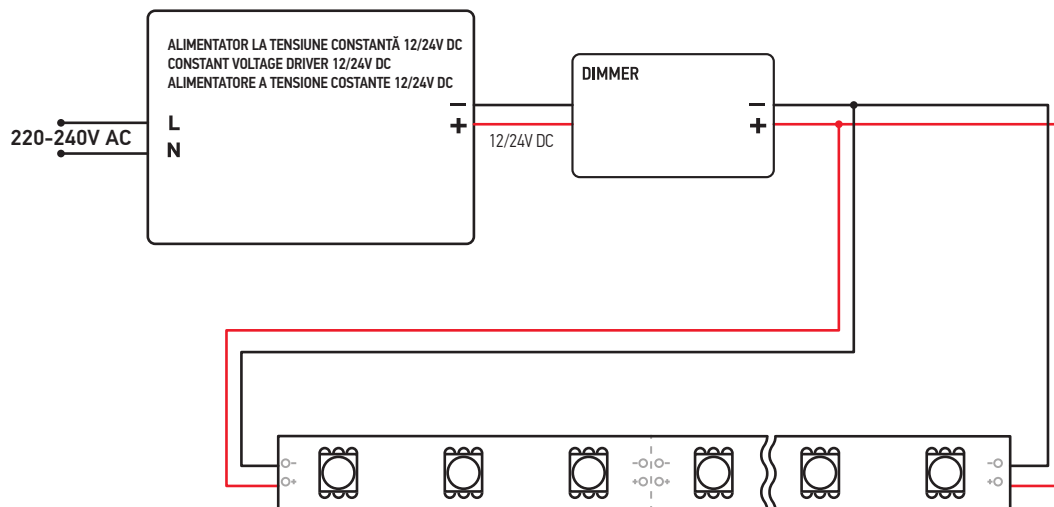 ALIMENTATOR LA TENSIUNE CONSTANTĂ 12/24V DC
CONSTANT VOLTAGE DRIVER 12/24V DC
ALIMENTATORE A TENSIONE COSTANTE 12/24V DC
DIMMER
− −
+ +
12/24V DC
220-240V AC
L
N
- - - -
+ + + +